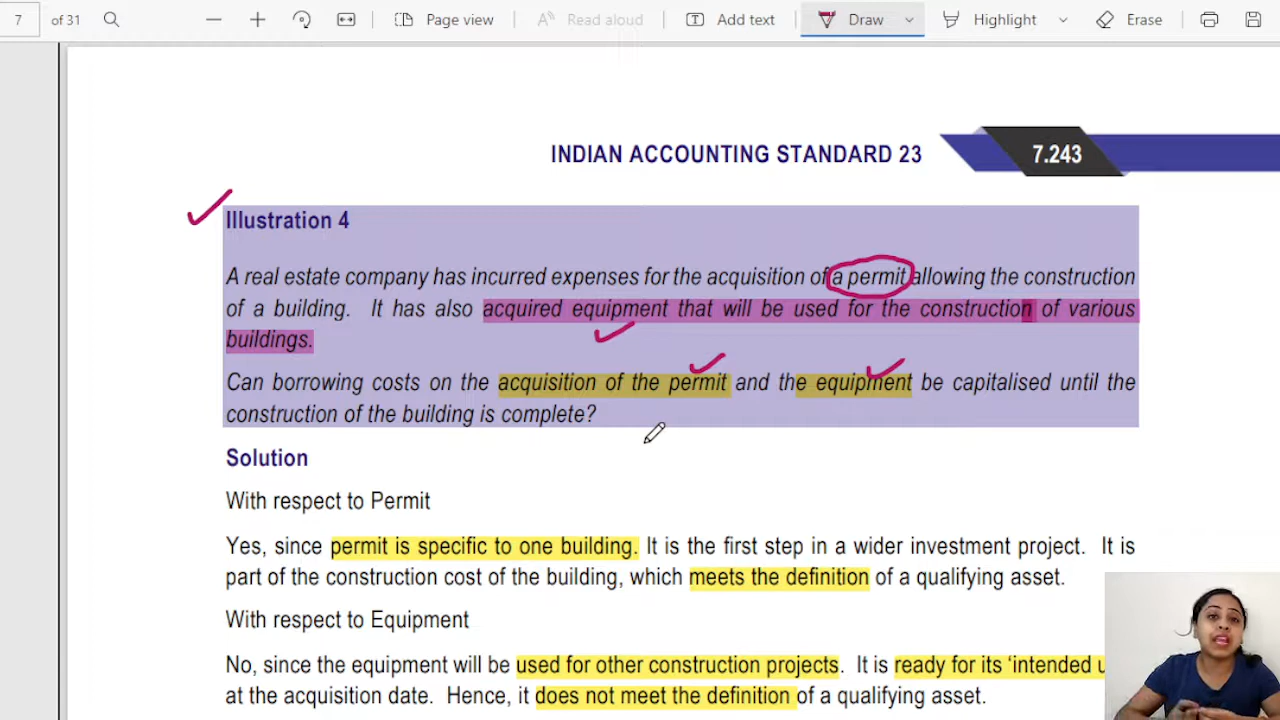 7 of 31 Page view Read aloud Add text Draw Highlight Erase
INDIAN ACCOUNTING STANDARD 23 7.243
Illustration 4
A real estate company has incurred expenses for the acquisition of a permit allowing the construction
of a building. It has also acquired equipment that will be used for the construction of various
buildings.
Can borrowing costs on the acquisition of the permit and the equipment be capitalised until the
construction of the building is complete?
Solution
With respect to Permit
Yes, since permit is specific to one building. It is the first step in a wider investment project. It is
part of the construction cost of the building, which meets the definition of a qualifying asset.
With respect to Equipment
No, since the equipment will be used for other construction projects. It is ready for its 'intended
at the acquisition date. Hence, it does not meet the definition of a qualifying asset.